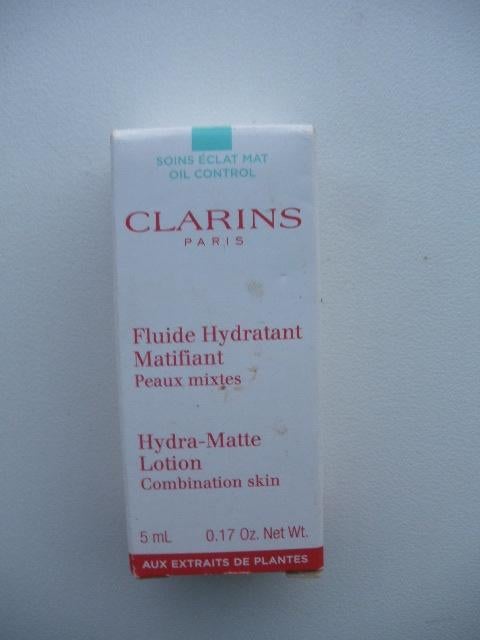 SOINS ÉCLAT MAT
OIL CONTROL
CLARINS
PARIS
Fluide Hydratant
Matifiant
Peaux mixtes
Hydra-Matte
Lotion
Combination skin
5 mL 0.17 Oz. Net Wt.
AUX EXTRAITS DE PLANTES